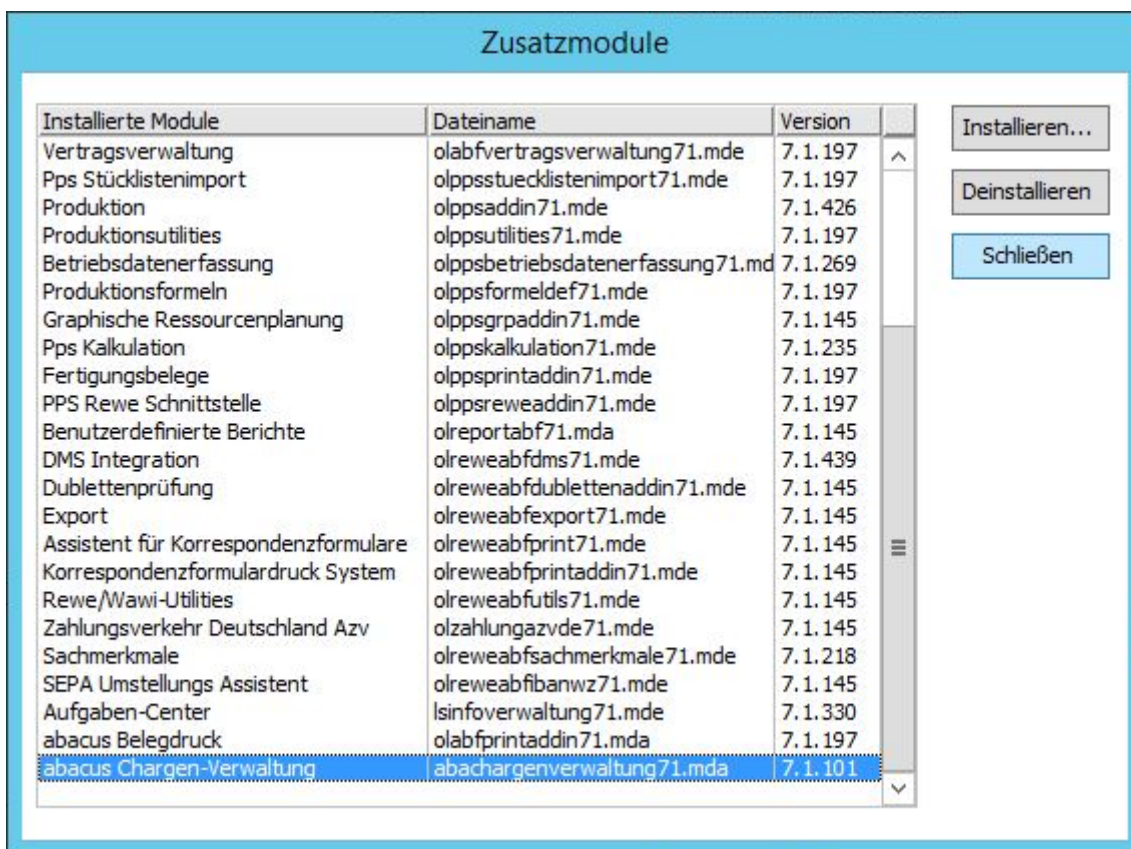 Zusatzmodule
Installierte Module Dateiname Version
Installieren...
Vertragsverwaltung olabfvertragsverwaltung71.mde 7.1.197
Pps Stücklistenimport olppsstuecklistenimport71.mde 7.1.197
Deinstallieren
Produktion olppsaddin71.mde 7.1.426
Produktionsutilities olppsutilities71.mde 7.1.197
Schließen
Betriebsdatenerfassung olppsbetriebsdatenerfassung71.md 7.1.269
Produktionsformeln olppsformeldef71.mde 7.1.197
Graphische Ressourcenplanung olppsgrpaddin71.mde 7.1.145
Pps Kalkulation olppskalkulation71.mde 7.1.235
Fertigungsbelege olppsprintaddin71.mde 7.1.197
PPS Rewe Schnittstelle olppsreweaddin71.mde 7.1.197
Benutzerdefinierte Berichte olreportabf71.mda 7.1.145
DMS Integration olreweabfdms71.mde 7.1.439
Dublettenprüfung olreweabfdublettenaddin71.mde 7.1.145
Export olreweabfexport71.mde 7.1.145
Assistent für Korrespondenzformulare olreweabfprint71.mde 7.1.145
Korrespondenzformulardruck System olreweabfprintaddin71.mde 7.1.145
Rewe/Wawi-Utilities olreweabfutils71.mde 7.1.145
Zahlungsverkehr Deutschland Azv olzahlungazvde71.mde 7.1.145
Sachmerkmale olreweabfsachmerkmale71.mde 7.1.218
SEPA Umstellungs Assistent olreweabfibanwz71.mde 7.1.145
Aufgaben-Center lsinfoverwaltung71.mde 7.1.330
abacus Belegdruck olabfprintaddin71.mda 7.1.197
abacus Chargen-Verwaltung abachargenverwaltung71.mda 7.1.101